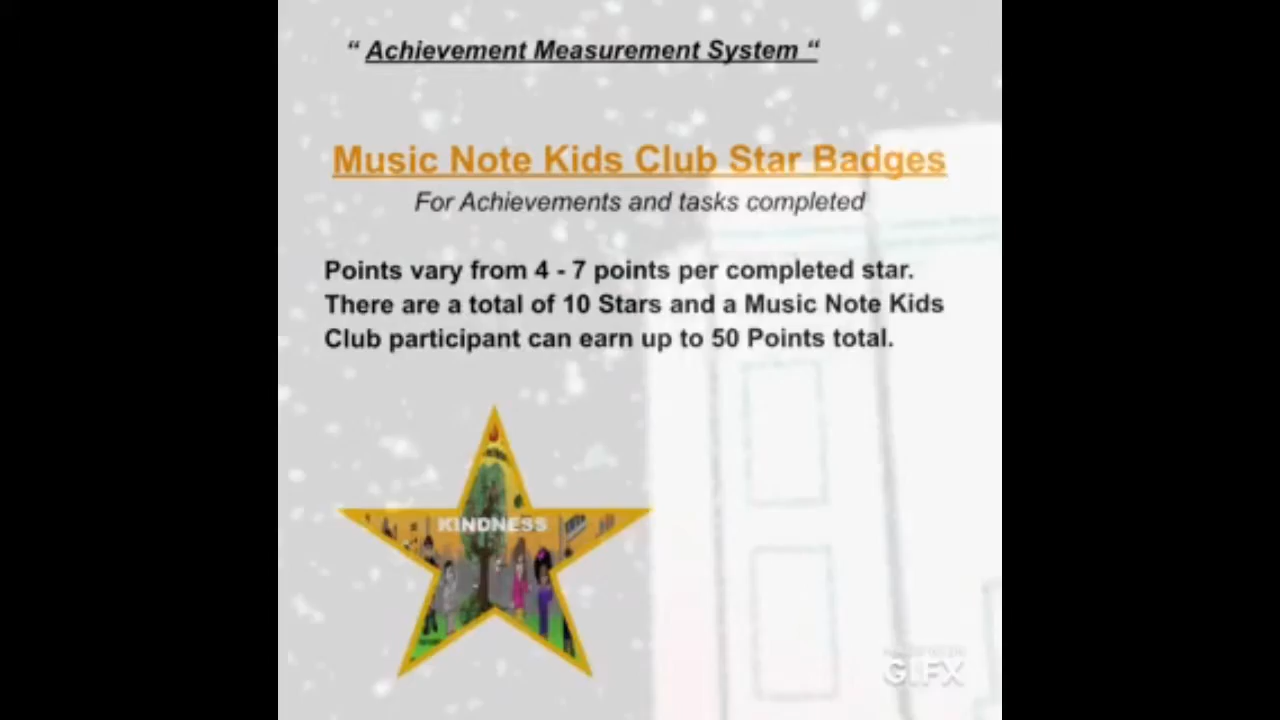 “ Achievement Measurement System “
Music Note Kids Club Star Badges
For Achievements and tasks completed
Points vary from 4 - 7 points per completed star.
There are a total of 10 Stars and a Music Note Kids
Club participant can earn up to 50 Points total.
KINDNESS
GIFX